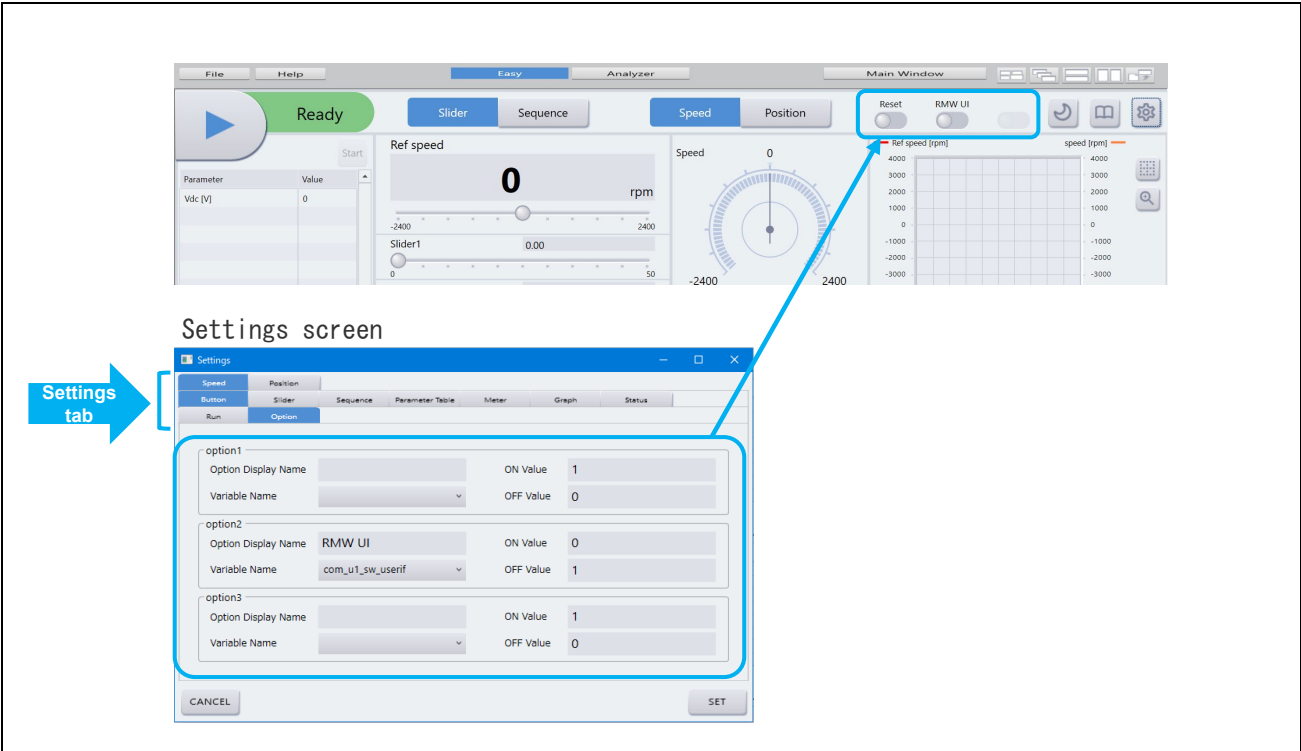 File Help Easy Analyzer Main Window
Ready Slider Sequence Speed Position Reset RMW UI
Start
Parameter Value
Vdc [V] 0
Ref speed
0 rpm
-2400 2400
Slider1 0.00
0 50
Speed 0
-2400 2400
Ref speed [rpm] speed [rpm]
4000 4000
3000 3000
2000 2000
1000 1000
0 0
-1000 -1000
-2000 -2000
-3000 -3000
Settings screen
Settings
tab
Settings
Speed Position
Button Slider Sequence Parameter Table Meter Graph Status
Run Option
option1
Option Display Name ON Value 1
Variable Name OFF Value 0
option2
Option Display Name RMW UI ON Value 0
Variable Name com_u1_sw_userif OFF Value 1
option3
Option Display Name ON Value 1
Variable Name OFF Value 0
CANCEL SET